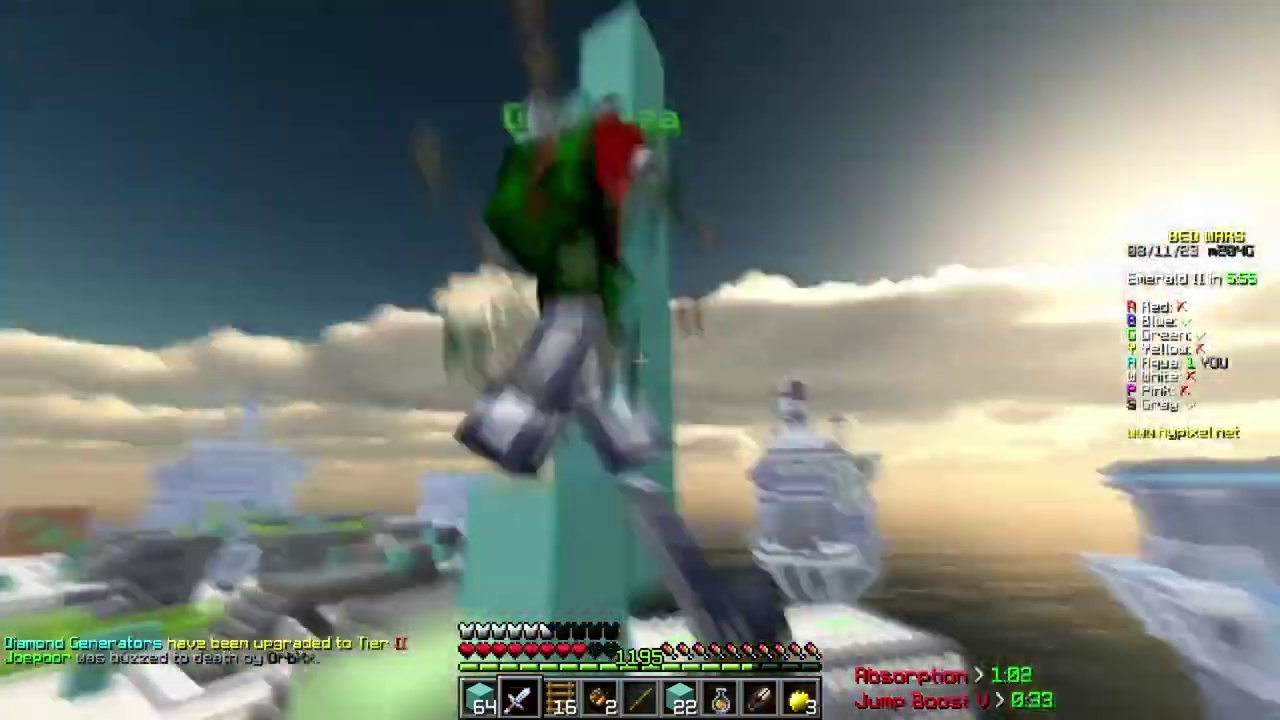 BED WARS
08/11/23 m204G
Emerald II in 5:55
R Red: ✗
B Blue: ✓
G Green: ✓
Y Yellow: ✗
A Aqua: 1 YOU
W White: ✗
P Pink: ✗
S Gray: ✓
www.hypixel.net
Diamond Generators have been upgraded to Tier II
Joepoor was buzzed to death by
1195
Absorption > 1:02
Jump Boost V > 0:33
64 16 2 22 3